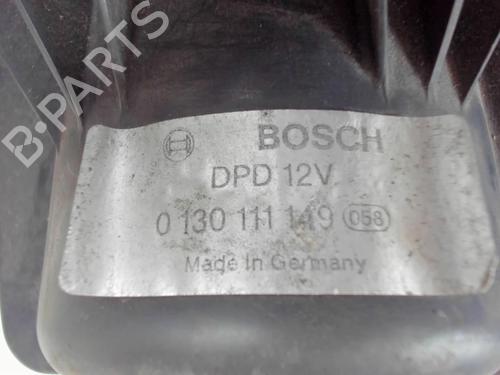 BOSCH
DPD 12V
0 130 111 149 058
Made in Germany
B-PARTS